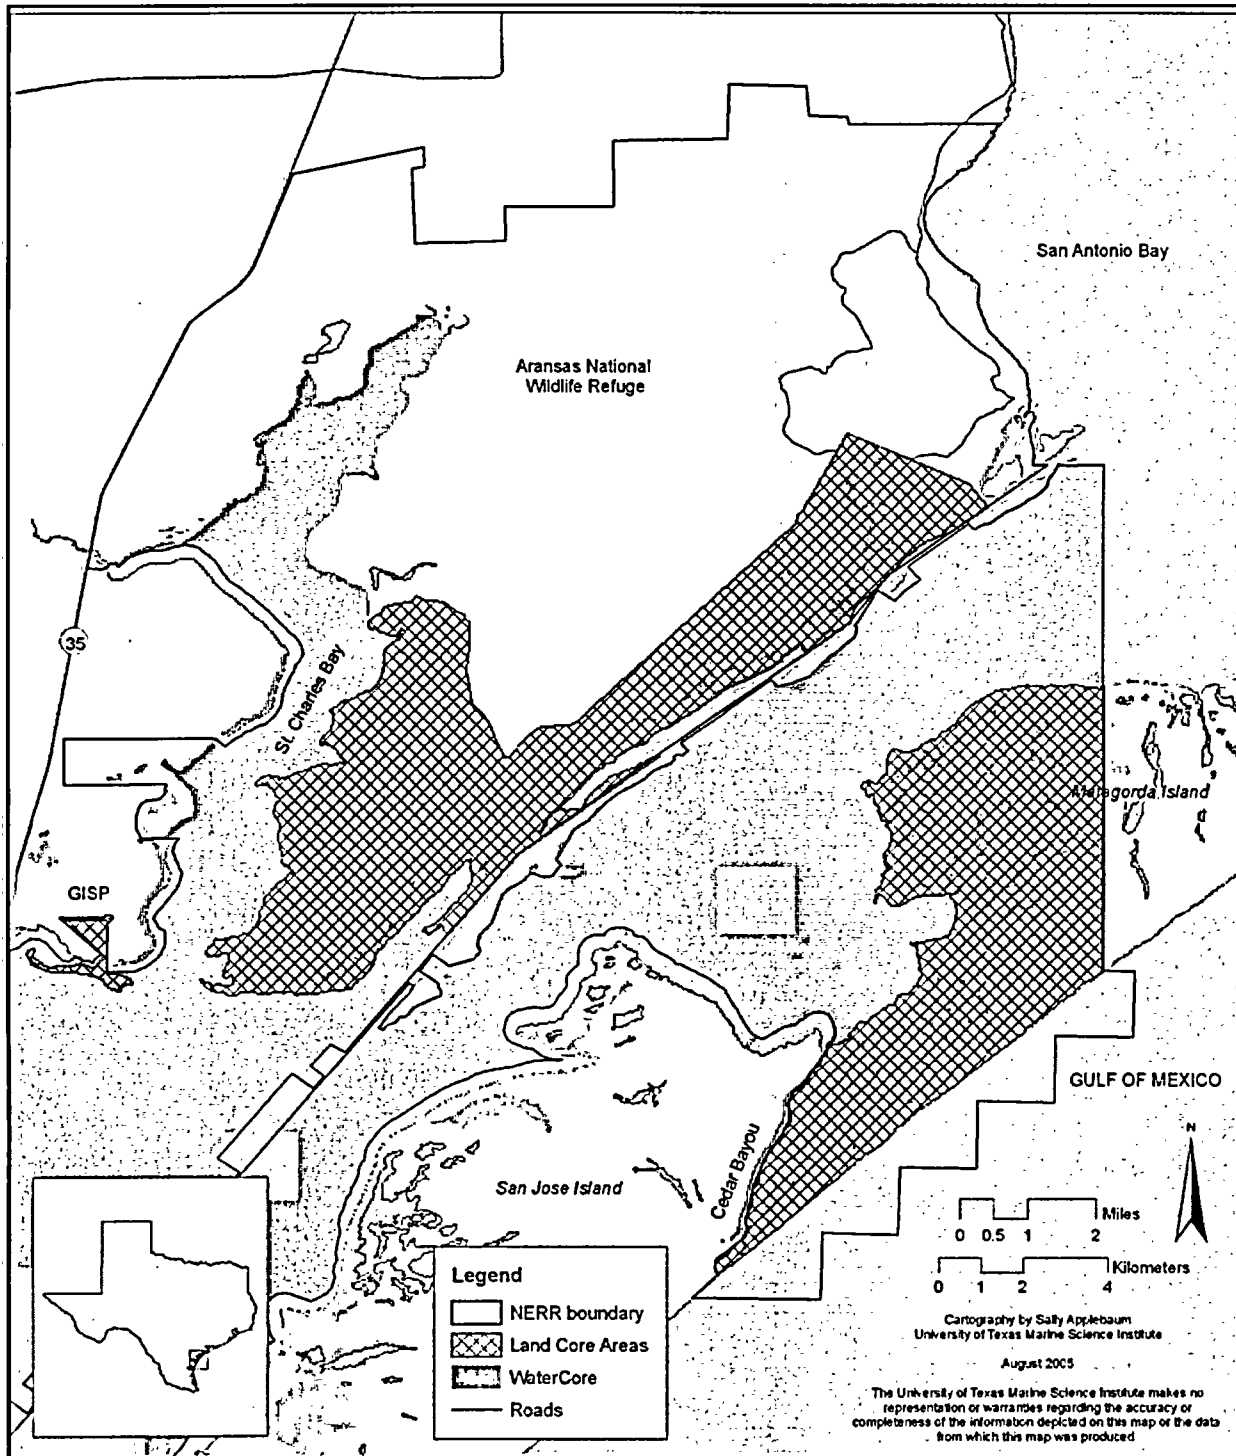 San Antonio Bay
Aransas National
Wildlife Refuge
35
St. Charles Bay
Matagorda Island
GISP
GULF OF MEXICO
N
Cedar Bayou
San Jose Island
Miles
0 0.5 1 2
Kilometers
0 1 2 4
Legend
NERR boundary
Land Core Areas
WaterCore
Roads
Cartography by Sally Applebaum
University of Texas Marine Science Institute
August 2005
The University of Texas Marine Science Institute makes no
representation or warranties regarding the accuracy or
completeness of the information depicted on this map or the data
from which this map was produced